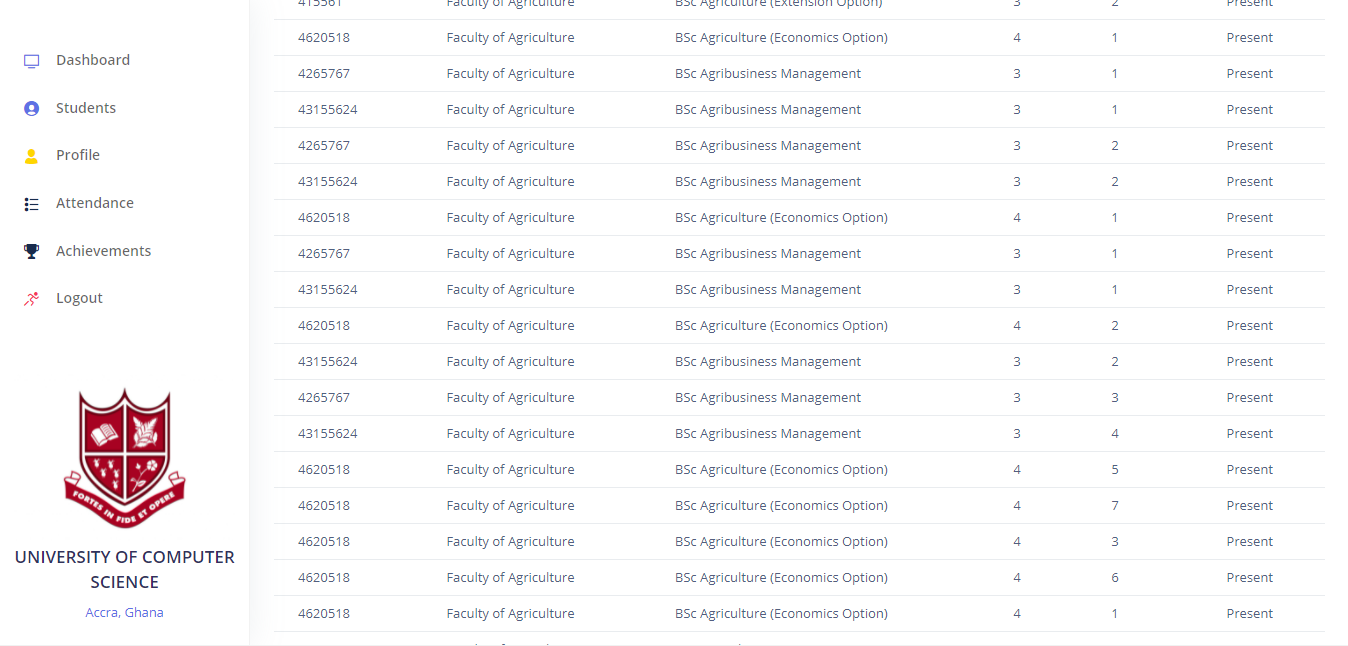 Dashboard
Students
Profile
Attendance
Achievements
Logout
FORTES IN FIDE ET OPERE
UNIVERSITY OF COMPUTER
SCIENCE
Accra, Ghana
415561 Faculty of Agriculture BSc Agriculture (Extension Option) 3 2 Present
4620518 Faculty of Agriculture BSc Agriculture (Economics Option) 4 1 Present
4265767 Faculty of Agriculture BSc Agribusiness Management 3 1 Present
43155624 Faculty of Agriculture BSc Agribusiness Management 3 1 Present
4265767 Faculty of Agriculture BSc Agribusiness Management 3 2 Present
43155624 Faculty of Agriculture BSc Agribusiness Management 3 2 Present
4620518 Faculty of Agriculture BSc Agriculture (Economics Option) 4 1 Present
4265767 Faculty of Agriculture BSc Agribusiness Management 3 1 Present
43155624 Faculty of Agriculture BSc Agribusiness Management 3 1 Present
4620518 Faculty of Agriculture BSc Agriculture (Economics Option) 4 2 Present
43155624 Faculty of Agriculture BSc Agribusiness Management 3 2 Present
4265767 Faculty of Agriculture BSc Agribusiness Management 3 3 Present
43155624 Faculty of Agriculture BSc Agribusiness Management 3 4 Present
4620518 Faculty of Agriculture BSc Agriculture (Economics Option) 4 5 Present
4620518 Faculty of Agriculture BSc Agriculture (Economics Option) 4 7 Present
4620518 Faculty of Agriculture BSc Agriculture (Economics Option) 4 3 Present
4620518 Faculty of Agriculture BSc Agriculture (Economics Option) 4 6 Present
4620518 Faculty of Agriculture BSc Agriculture (Economics Option) 4 1 Present